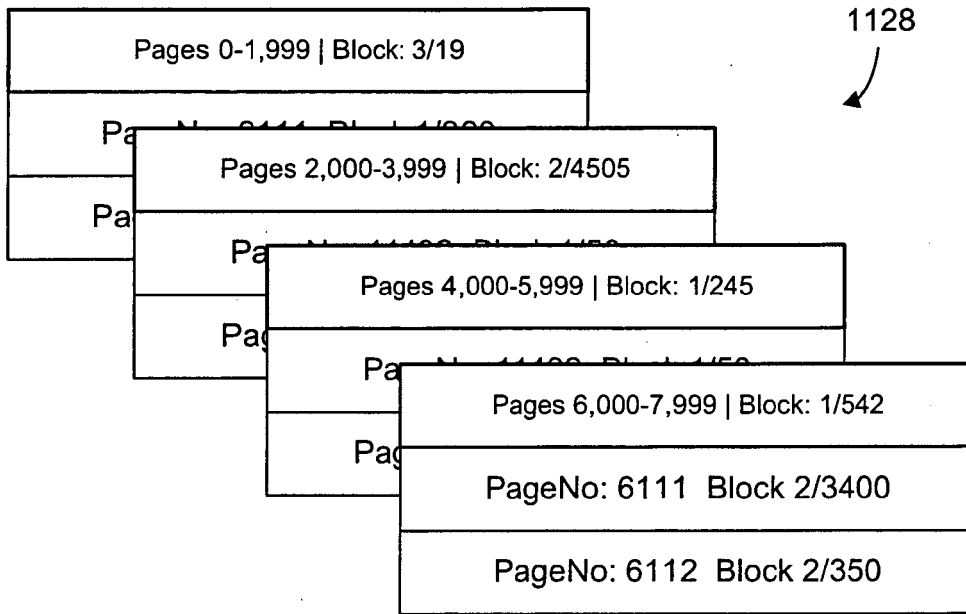 1128
Pages 0-1,999 | Block: 3/19
Pages 2,000-3,999 | Block: 2/4505
Pages 4,000-5,999 | Block: 1/245
Pages 6,000-7,999 | Block: 1/542
PageNo: 6111 Block 2/3400
PageNo: 6112 Block 2/350